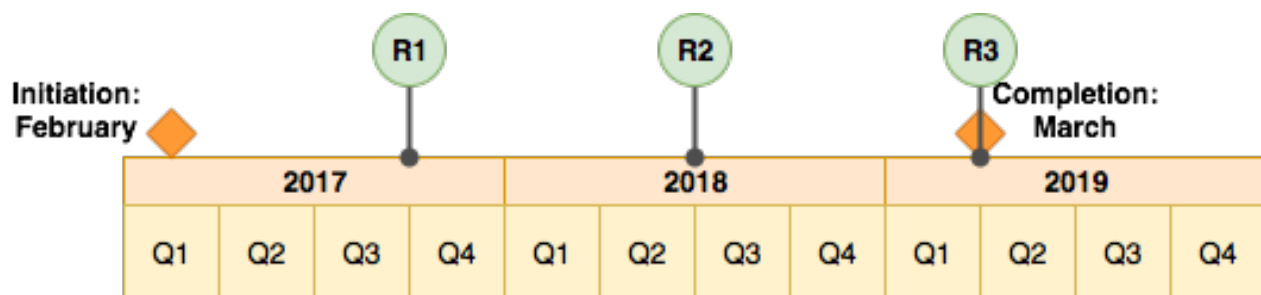 R1 R2 R3
Initiation:
February
Completion:
March
2017 2018 2019
Q1 Q2 Q3 Q4 Q1 Q2 Q3 Q4 Q1 Q2 Q3 Q4